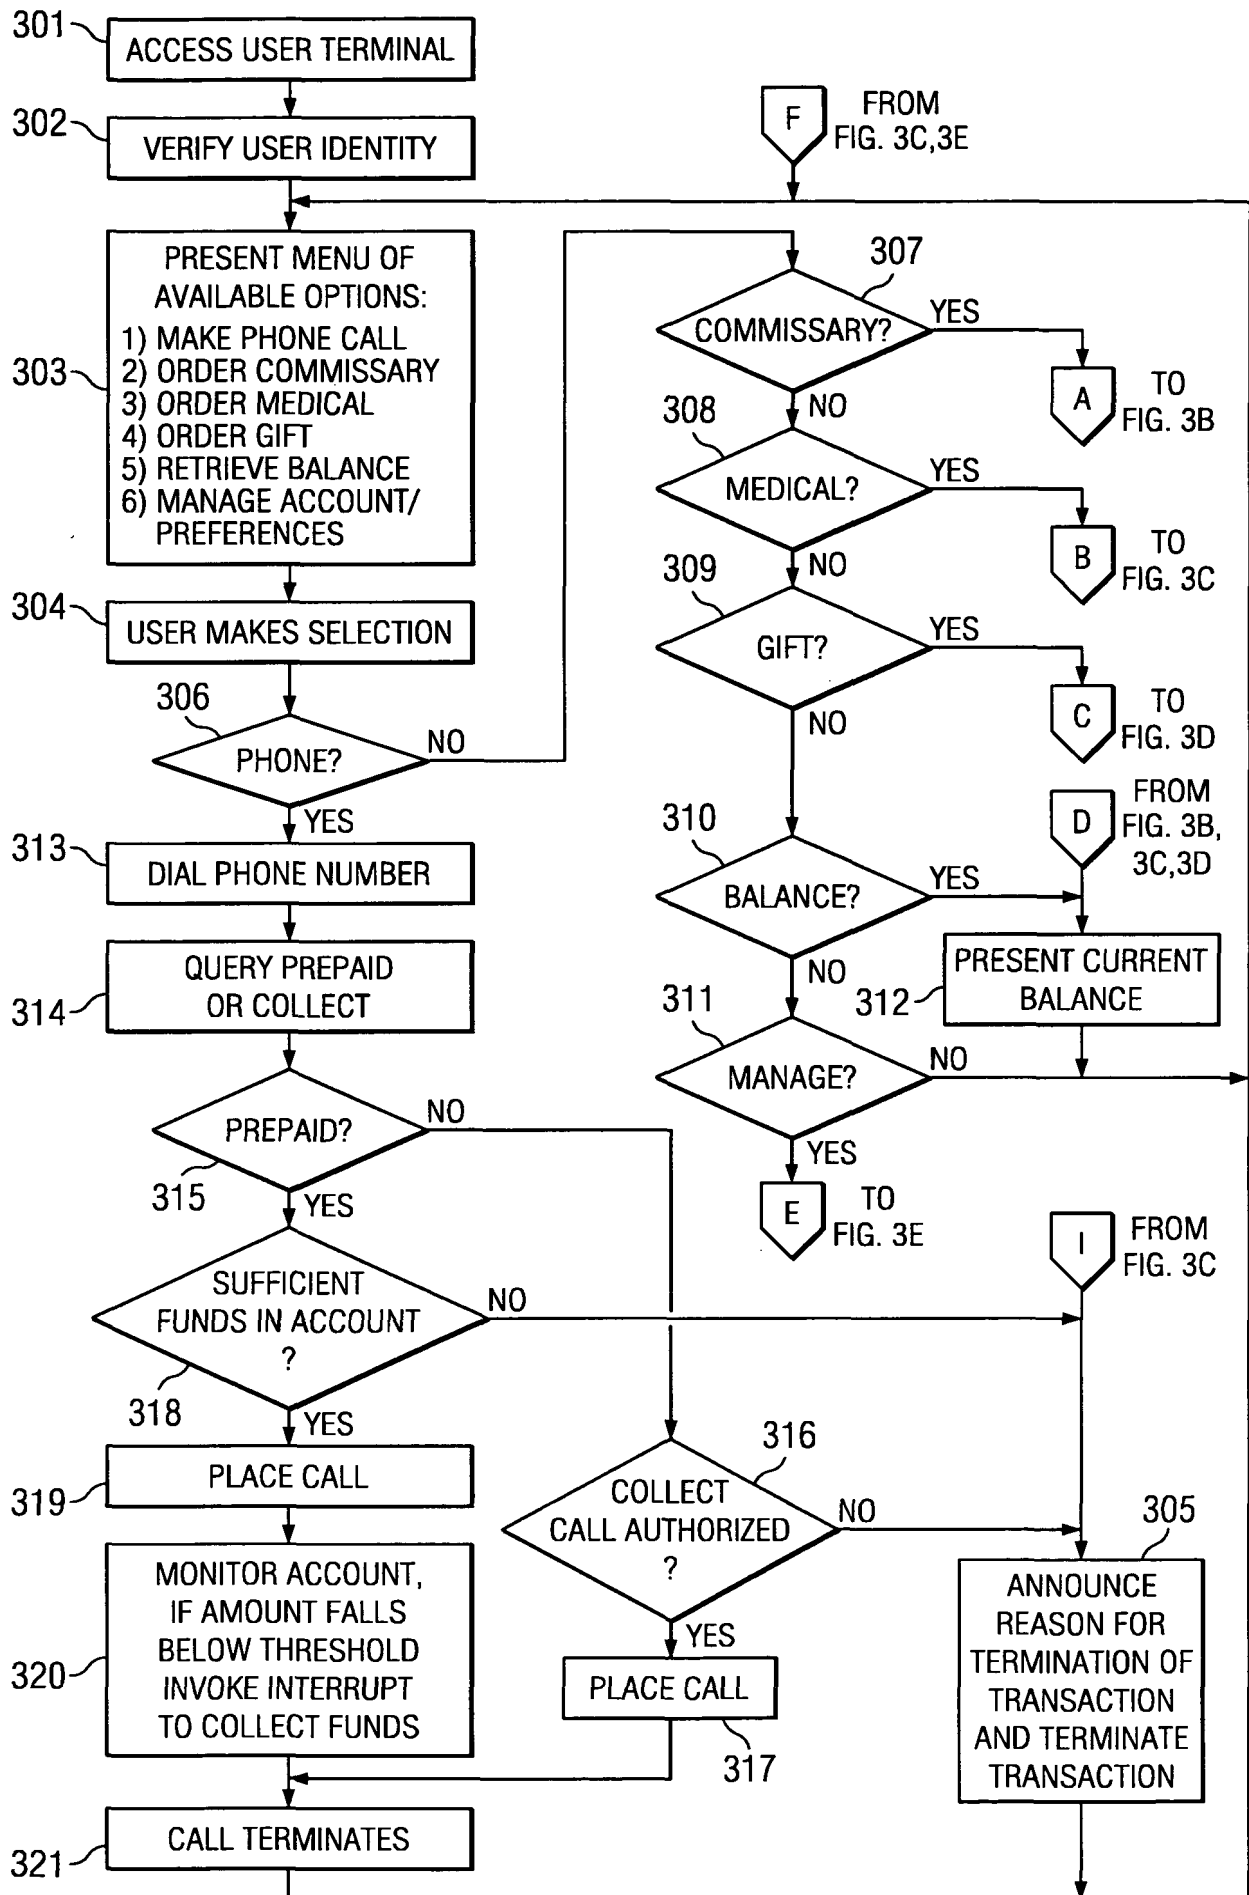 301
ACCESS USER TERMINAL
302
VERIFY USER IDENTITY
F
FROM
FIG. 3C,3E
303
PRESENT MENU OF
AVAILABLE OPTIONS:
1) MAKE PHONE CALL
2) ORDER COMMISSARY
3) ORDER MEDICAL
4) ORDER GIFT
5) RETRIEVE BALANCE
6) MANAGE ACCOUNT/
PREFERENCES
304
USER MAKES SELECTION
306
PHONE?
NO
YES
307
COMMISSARY?
YES
NO
A
TO
FIG. 3B
308
MEDICAL?
YES
NO
B
TO
FIG. 3C
309
GIFT?
YES
NO
C
TO
FIG. 3D
310
BALANCE?
YES
NO
D
FROM
FIG. 3B,
3C,3D
312
PRESENT CURRENT
BALANCE
311
MANAGE?
NO
YES
E
TO
FIG. 3E
313
DIAL PHONE NUMBER
314
QUERY PREPAID
OR COLLECT
315
PREPAID?
NO
YES
318
SUFFICIENT
FUNDS IN ACCOUNT
?
NO
YES
I
FROM
FIG. 3C
319
PLACE CALL
320
MONITOR ACCOUNT,
IF AMOUNT FALLS
BELOW THRESHOLD
INVOKE INTERRUPT
TO COLLECT FUNDS
316
COLLECT
CALL AUTHORIZED
?
NO
YES
PLACE CALL
317
305
ANNOUNCE
REASON FOR
TERMINATION OF
TRANSACTION
AND TERMINATE
TRANSACTION
321
CALL TERMINATES